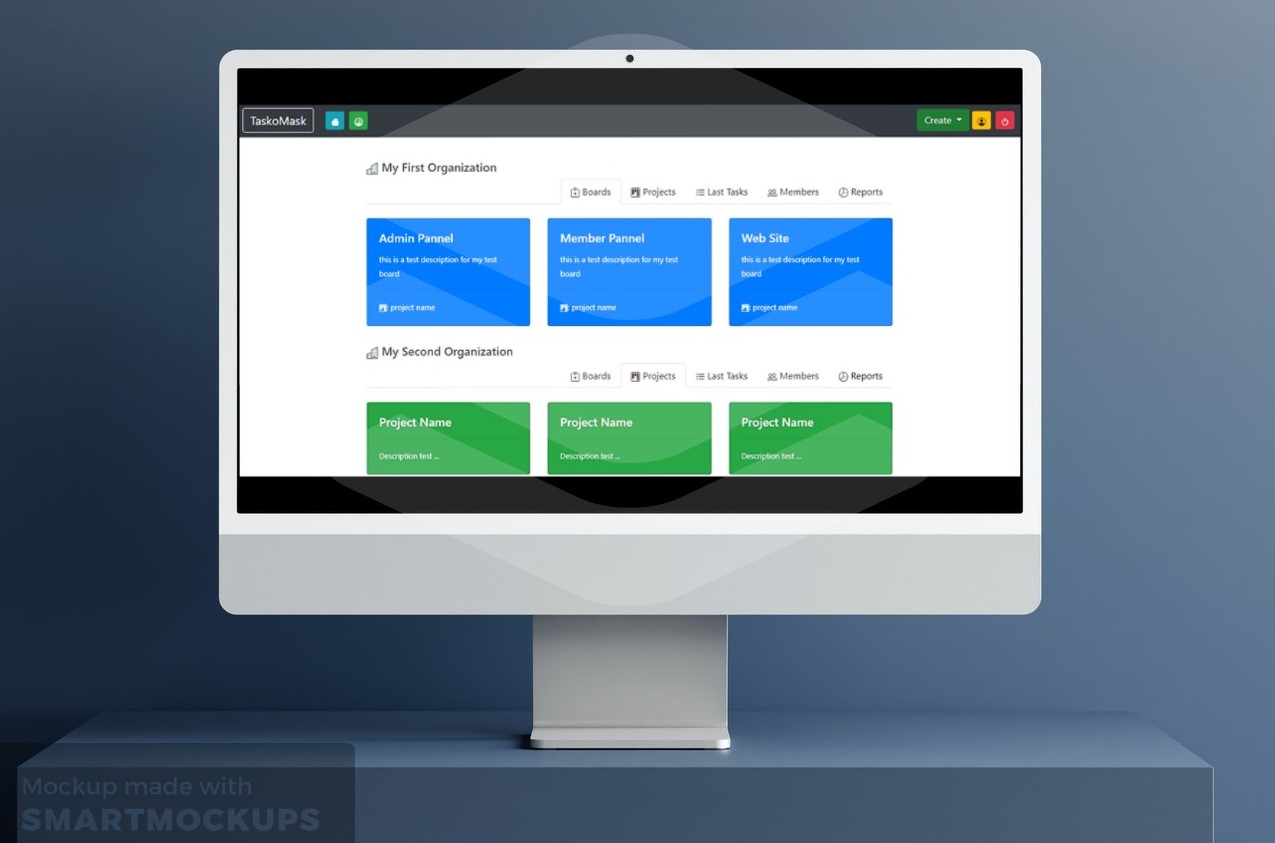 TaskoMask
Create
My First Organization
Boards
Projects
Last Tasks
Members
Reports
Admin Pannel
this is a test description for my test
board
project name
Member Pannel
this is a test description for my test
board
project name
Web Site
this is a test description for my test
board
project name
My Second Organization
Boards
Projects
Last Tasks
Members
Reports
Project Name
Description test ...
Project Name
Description test ...
Project Name
Description test ...
Mockup made with
SMARTMOCKUPS